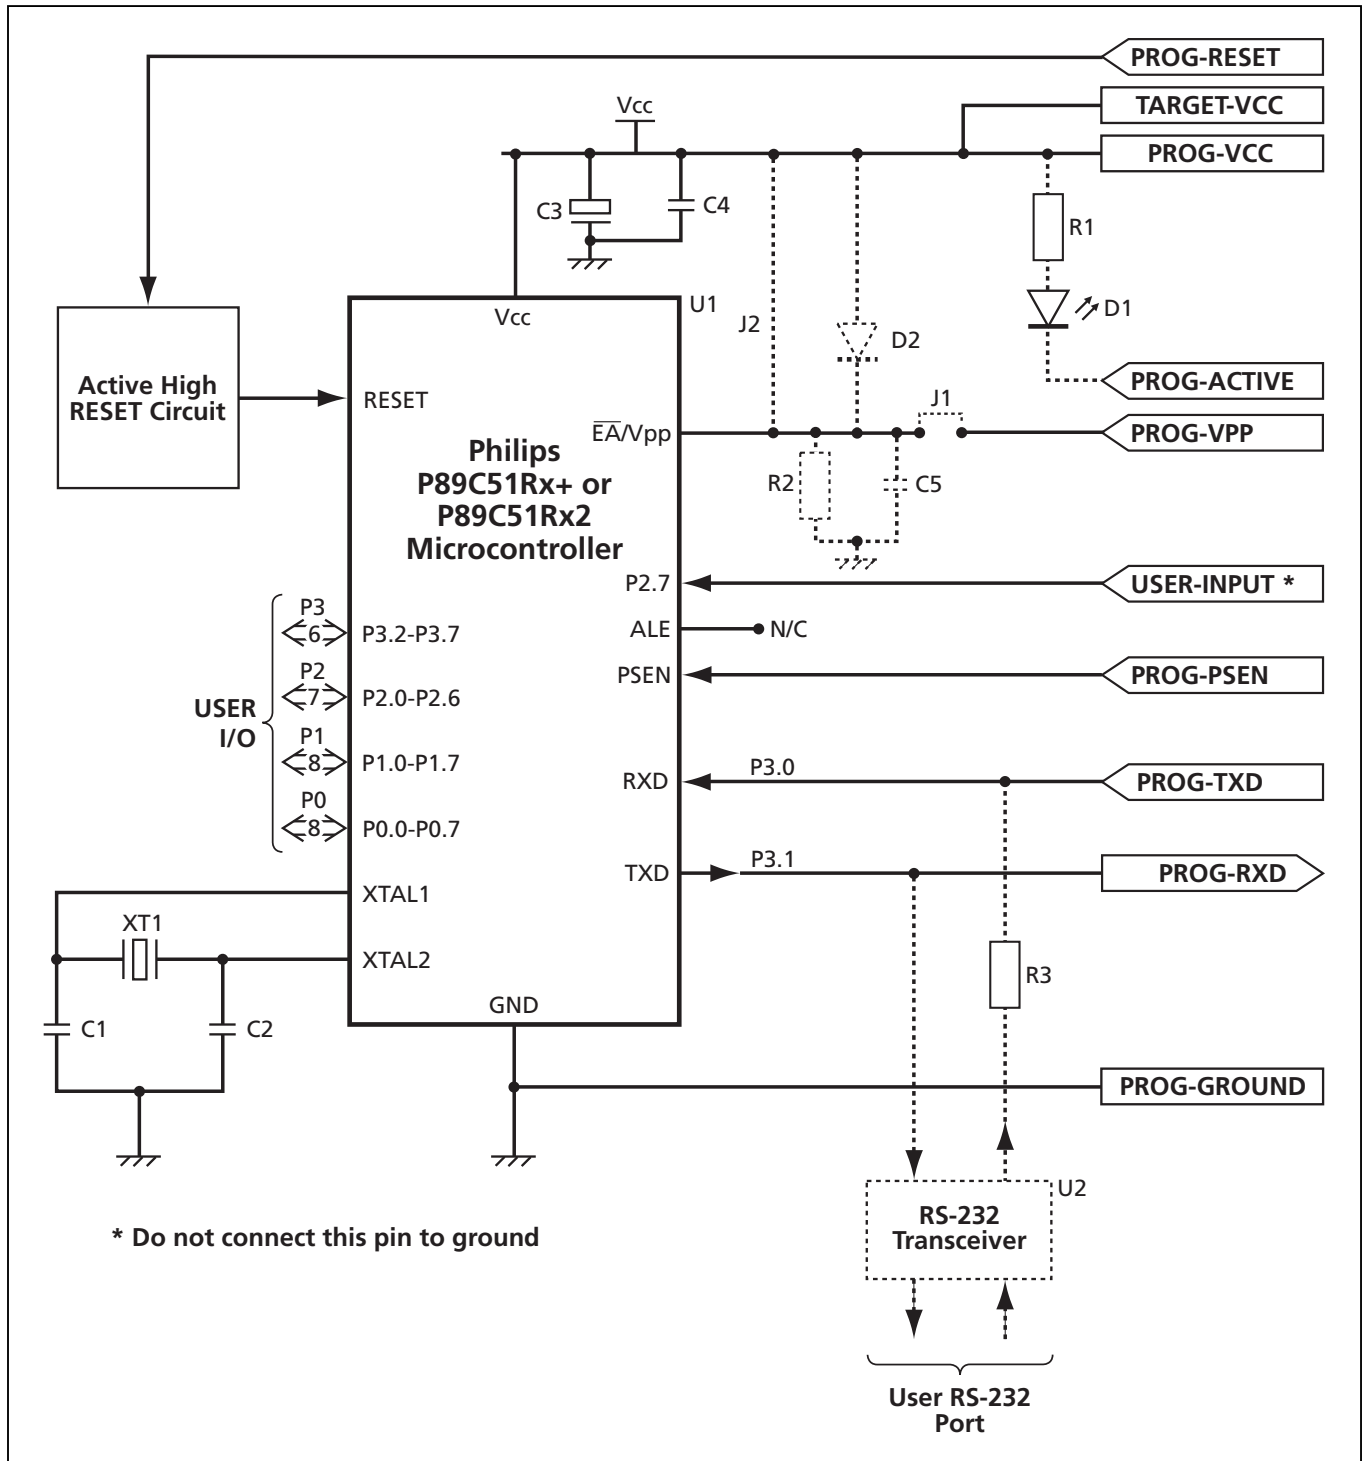 PROG-RESET
TARGET-VCC
Vcc
PROG-VCC
C3
C4
R1
U1
Vcc
J2
D2
D1
Active High
RESET Circuit
RESET
PROG-ACTIVE
J1
EA/Vpp
PROG-VPP
Philips
P89C51Rx+ or
P89C51Rx2
Microcontroller
R2
C5
P2.7
USER-INPUT *
P3
6
P3.2-P3.7
ALE
N/C
P2
7
P2.0-P2.6
PSEN
PROG-PSEN
USER
I/O
P1
8
P1.0-P1.7
P3.0
RXD
PROG-TXD
P0
8
P0.0-P0.7
P3.1
TXD
PROG-RXD
XTAL1
XT1
XTAL2
R3
GND
C1
C2
PROG-GROUND
U2
RS-232
Transceiver
* Do not connect this pin to ground
User RS-232
Port